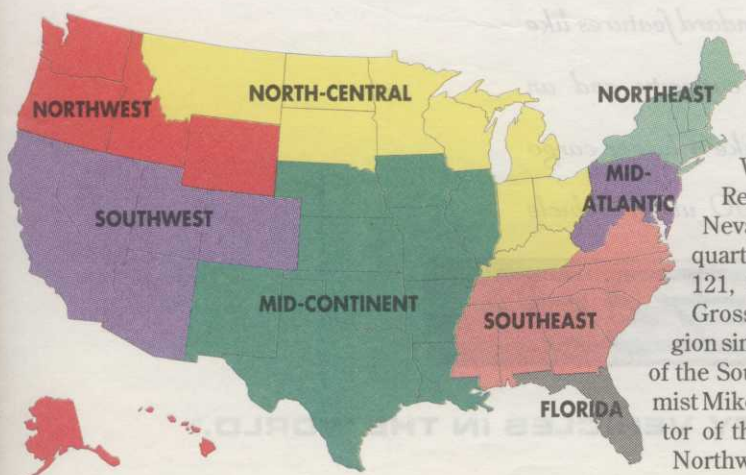 NORTHWEST
NORTH-CENTRAL
NORTHEAST
MID-
ATLANTIC
SOUTHWEST
MID-CONTINENT
SOUTHEAST
FLORIDA
Re
Neva
quart
121,
Gross
gion sin
of the Sou
mist Mike
tor of th
Northw